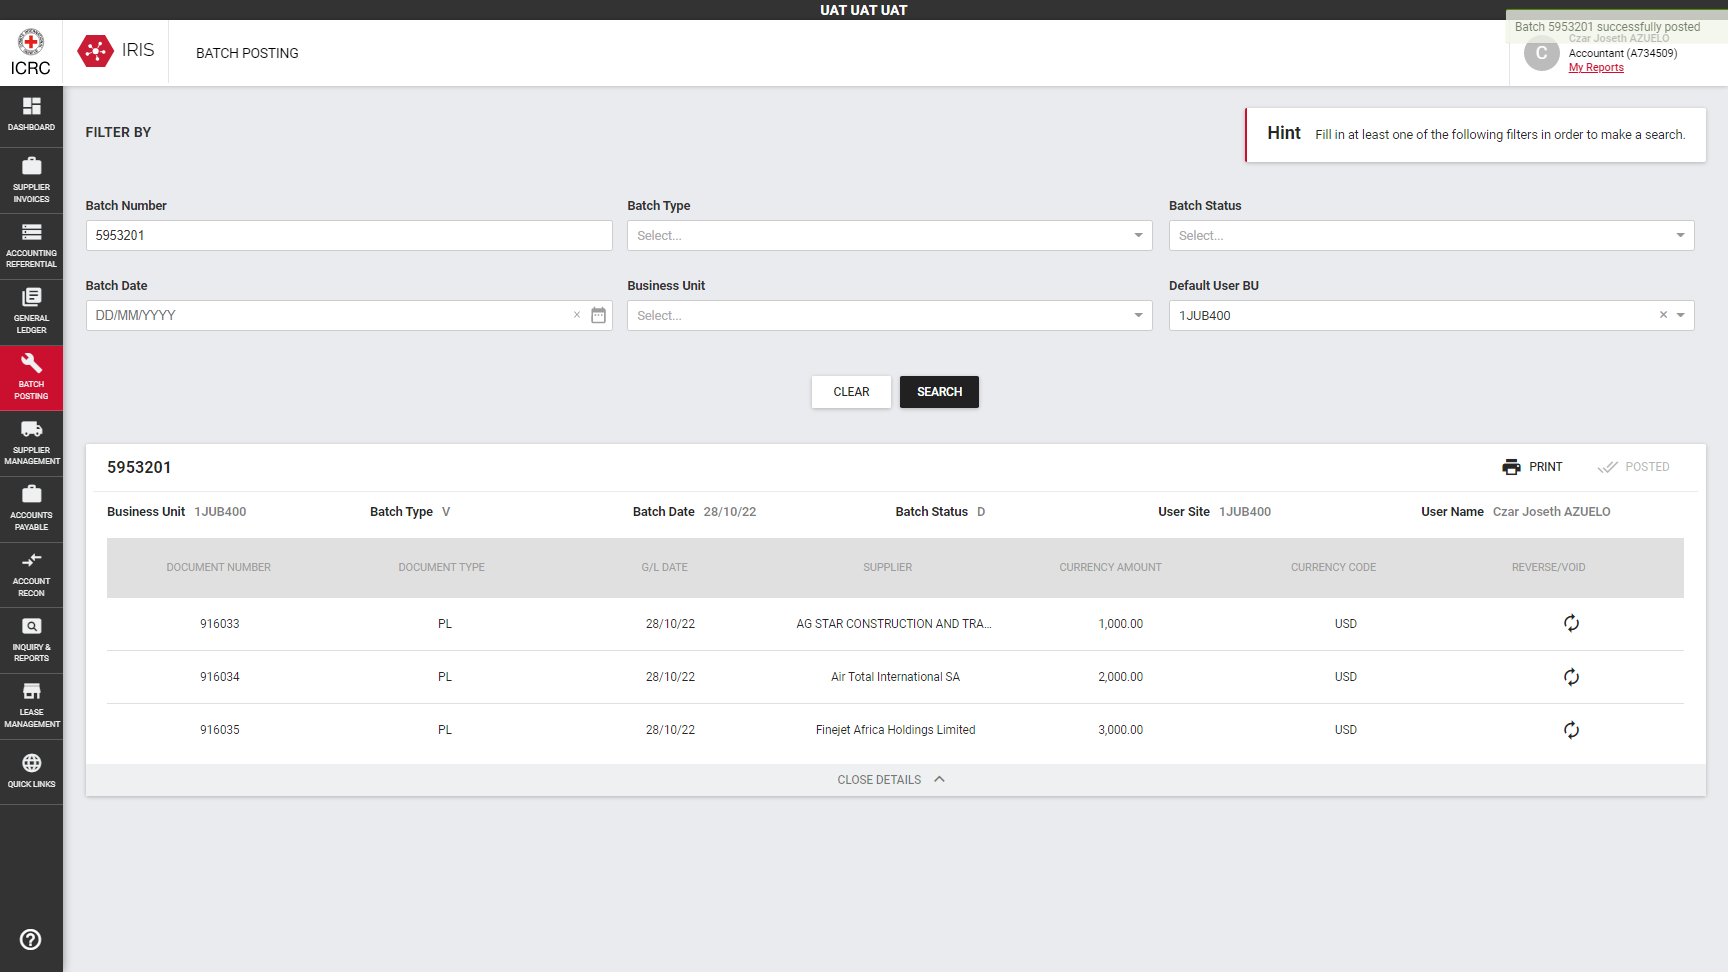 UAT UAT UAT
Batch 5953201 successfully posted
ICRC
IRIS
BATCH POSTING
C
Czar Joseth AZUELO
Accountant (A734509)
My Reports
DASHBOARD
SUPPLIER
INVOICES
ACCOUNTING
REFERENTIAL
GENERAL
LEDGER
BATCH
POSTING
SUPPLIER
MANAGEMENT
ACCOUNTS
PAYABLE
ACCOUNT
RECON
INQUIRY &
REPORTS
LEASE
MANAGEMENT
QUICK LINKS
FILTER BY
Hint Fill in at least one of the following filters in order to make a search.
Batch Number Batch Type Batch Status
5953201 Select... Select...
Batch Date Business Unit Default User BU
DD/MM/YYYY × Select... 1JUB400 ×
CLEAR SEARCH
5953201 PRINT POSTED
Business Unit 1JUB400 Batch Type V Batch Date 28/10/22 Batch Status D User Site 1JUB400 User Name Czar Joseth AZUELO
DOCUMENT NUMBER DOCUMENT TYPE G/L DATE SUPPLIER CURRENCY AMOUNT CURRENCY CODE REVERSE/VOID
916033 PL 28/10/22 AG STAR CONSTRUCTION AND TRA... 1,000.00 USD
916034 PL 28/10/22 Air Total International SA 2,000.00 USD
916035 PL 28/10/22 Finejet Africa Holdings Limited 3,000.00 USD
CLOSE DETAILS